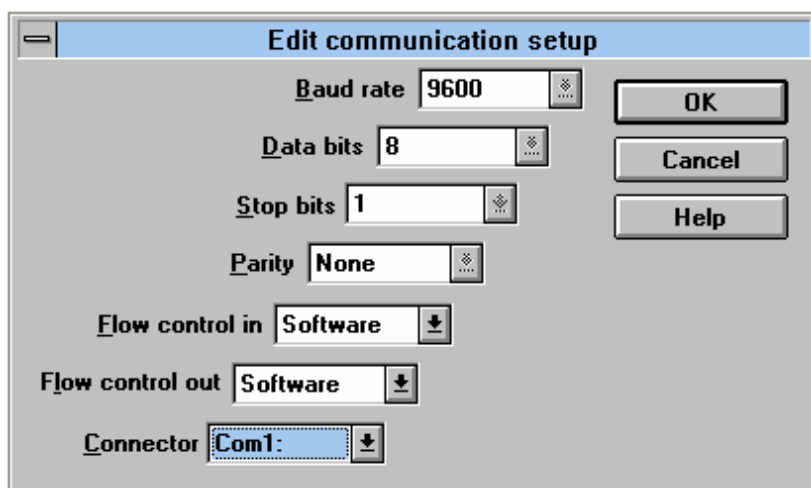 Edit communication setup
Baud rate 9600
OK
Data bits 8
Cancel
Stop bits 1
Help
Parity None
Flow control in Software
Flow control out Software
Connector Com1: